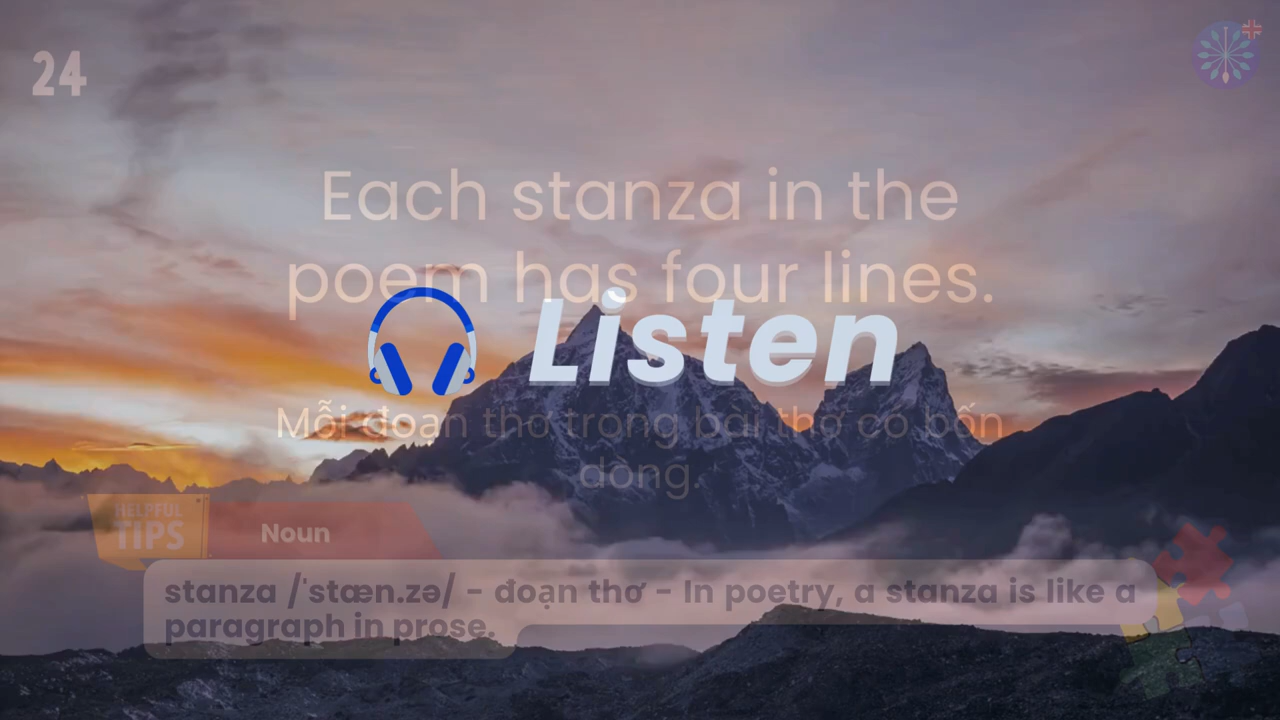 24
Each stanza in the
poem has four lines.
Listen
Mỗi đoạn thơ trong bài thơ có bốn
dòng
HELPFUL
TIPS
Noun
stanza /ˈstæn.zə/ - đoạn thơ - In poetry, a stanza is like a
paragraph in prose.